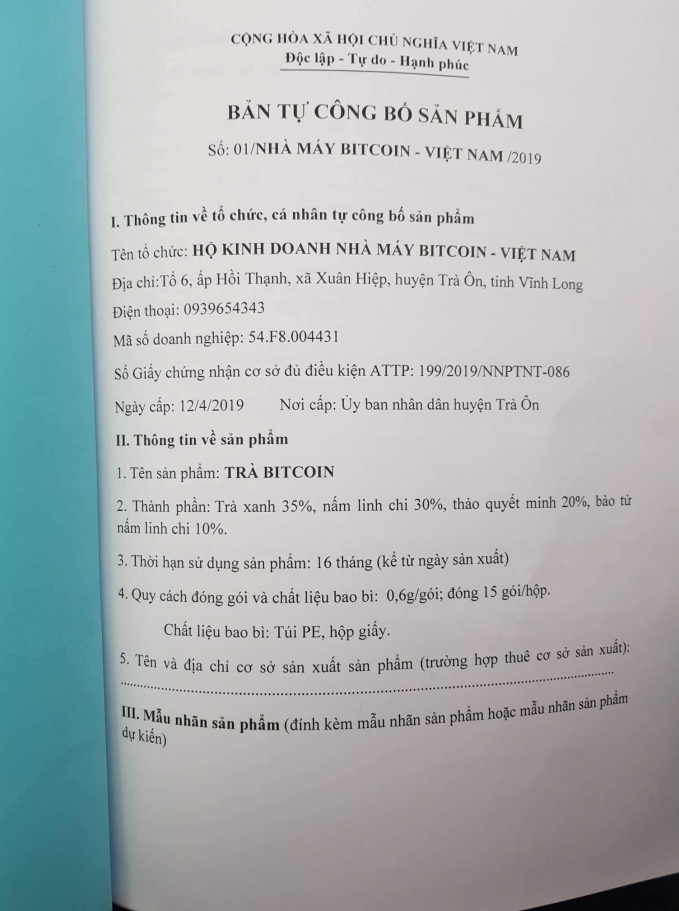 CỘNG HÒA XÃ HỘI CHỦ NGHĨA VIỆT NAM
Độc lập - Tự do - Hạnh phúc
BẢN TỰ CÔNG BỐ SẢN PHẨM
Số: 01/NHÀ MÁY BITCOIN - VIỆT NAM /2019
I. Thông tin về tổ chức, cá nhân tự công bố sản phẩm
Tên tổ chức: HỘ KINH DOANH NHÀ MÁY BITCOIN - VIỆT NAM
Địa chỉ:Tổ 6, ấp Hồi Thạnh, xã Xuân Hiệp, huyện Trà Ôn, tỉnh Vĩnh Long
Điện thoại: 0939654343
Mã số doanh nghiệp: 54.F8.004431
Số Giấy chứng nhận cơ sở đủ điều kiện ATTP: 199/2019/NNPTNT-086
Ngày cấp: 12/4/2019 Nơi cấp: Ủy ban nhân dân huyện Trà Ôn
II. Thông tin về sản phẩm
1. Tên sản phẩm: TRÀ BITCOIN
2. Thành phần: Trà xanh 35%, nấm linh chi 30%, thảo quyết minh 20%, bào tử
nấm linh chi 10%.
3. Thời hạn sử dụng sản phẩm: 16 tháng (kể từ ngày sản xuất)
4. Quy cách đóng gói và chất liệu bao bì: 0,6g/gói; đóng 15 gói/hộp.
Chất liệu bao bì: Túi PE, hộp giấy.
5. Tên và địa chỉ cơ sở sản xuất sản phẩm (trường hợp thuê cơ sở sản xuất):
III. Mẫu nhãn sản phẩm (đính kèm mẫu nhãn sản phẩm hoặc mẫu nhãn sản phẩm
dự kiến)